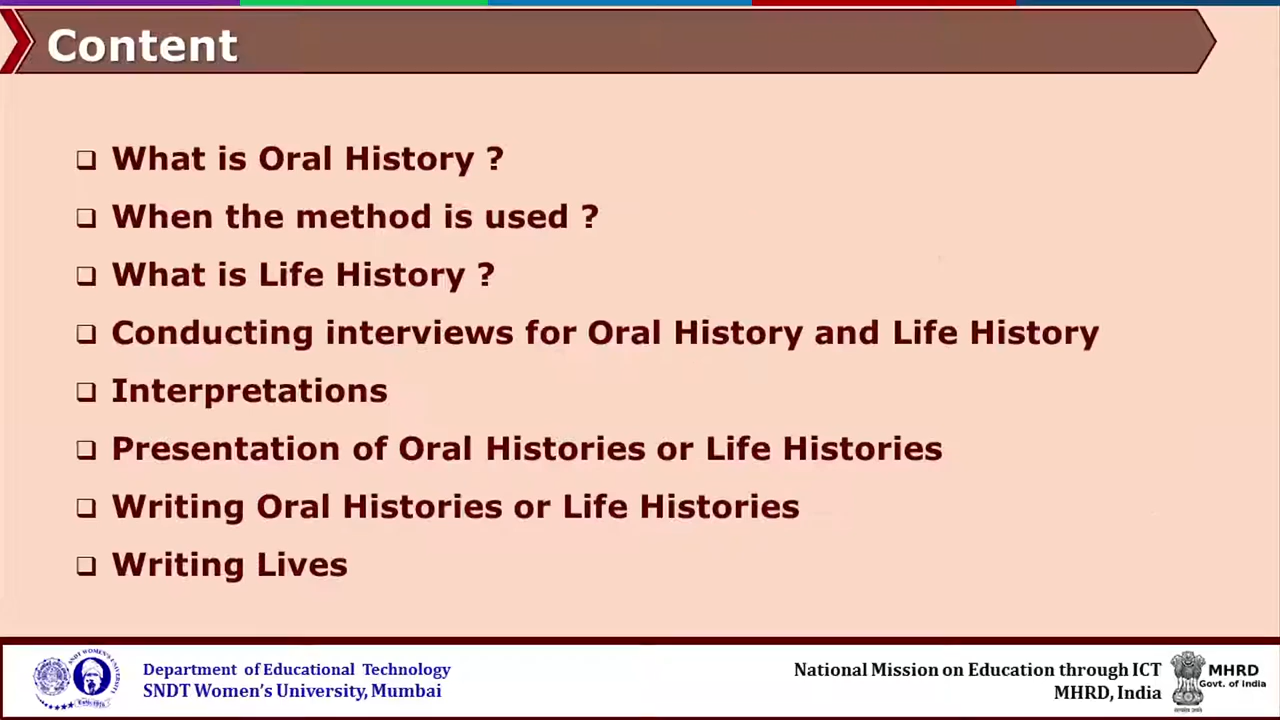 Content
What is Oral History ?
When the method is used ?
What is Life History ?
Conducting interviews for Oral History and Life History
Interpretations
Presentation of Oral Histories or Life Histories
Writing Oral Histories or Life Histories
Writing Lives
Department of Educational Technology
SNDT Women's University, Mumbai
National Mission on Education through ICT
MHRD, India
MHRD
Govt. of India